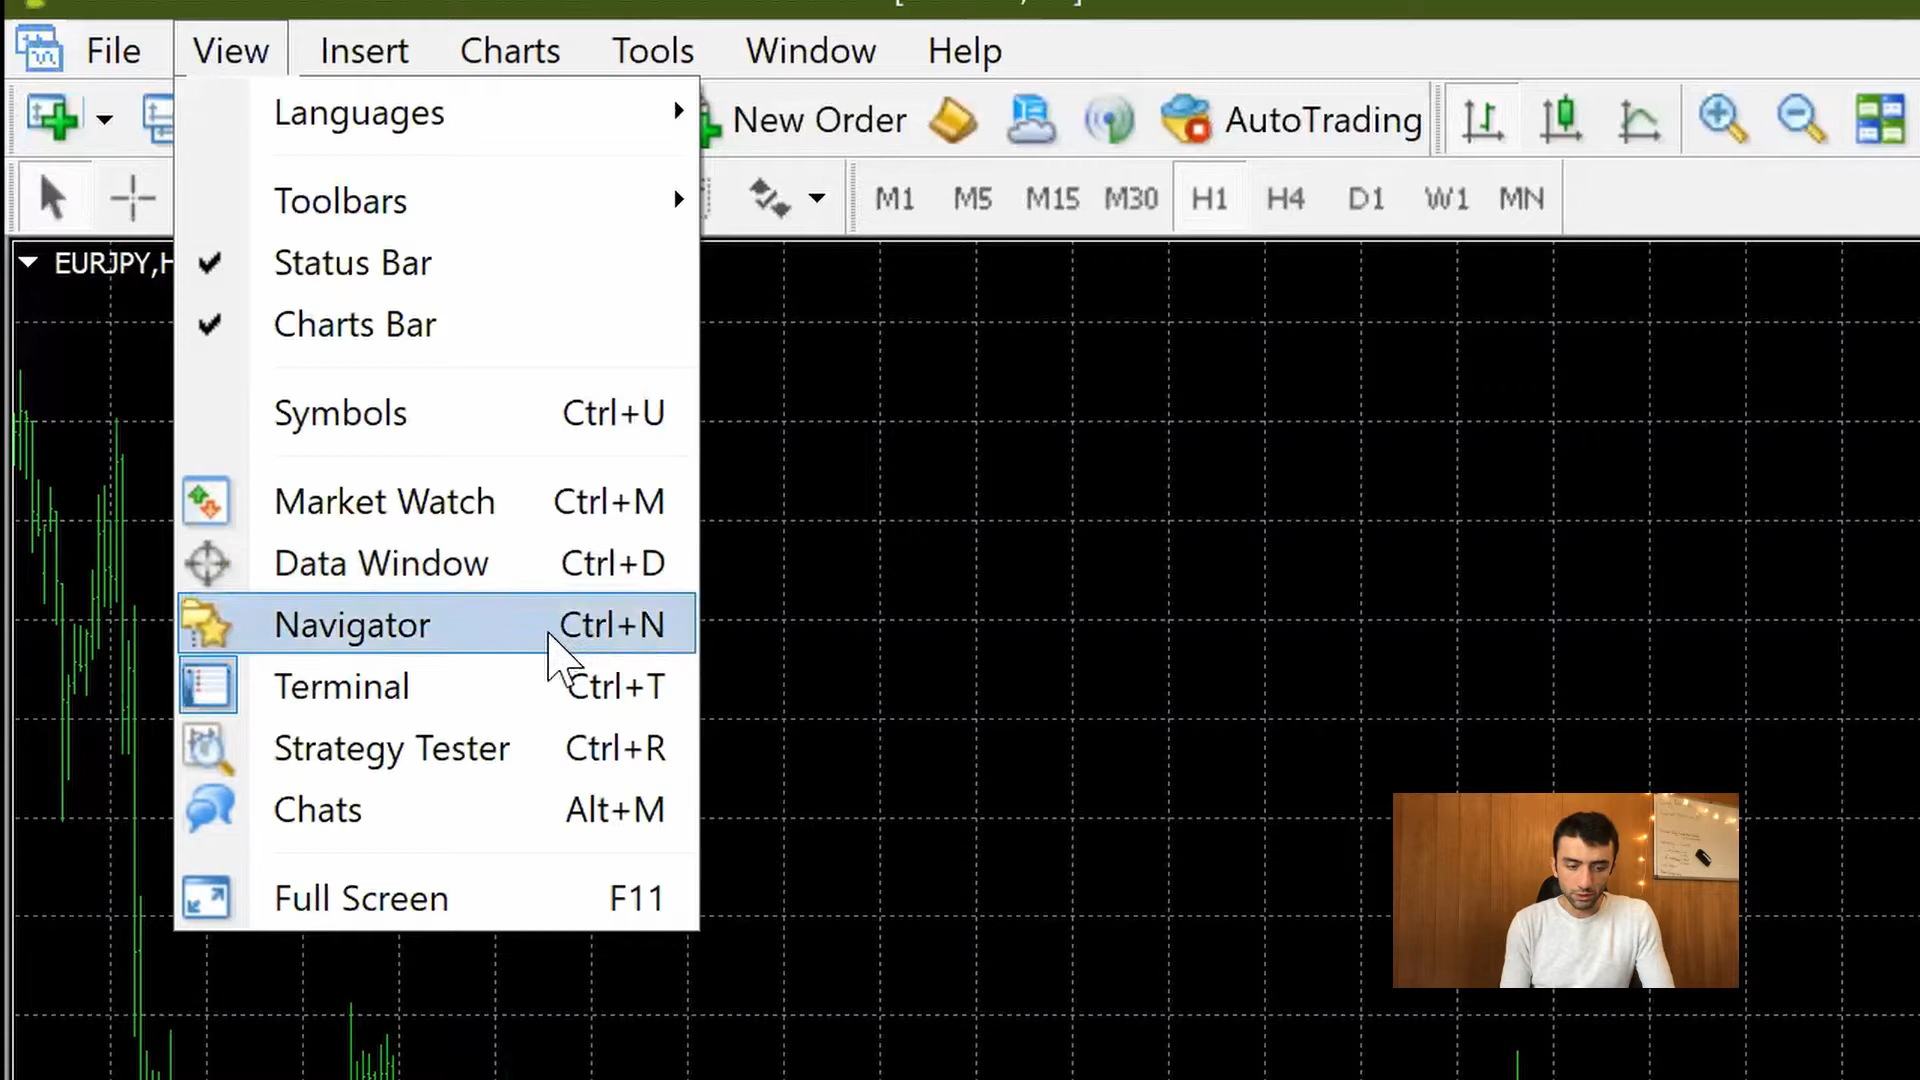 File View Insert Charts Tools Window Help
New Order AutoTrading
M1 M5 M15 M30 H1 H4 D1 W1 MN
EURJPY,H
Languages
Toolbars
Status Bar
Charts Bar
Symbols Ctrl+U
Market Watch Ctrl+M
Data Window Ctrl+D
Navigator Ctrl+N
Terminal Ctrl+T
Strategy Tester Ctrl+R
Chats Alt+M
Full Screen F11